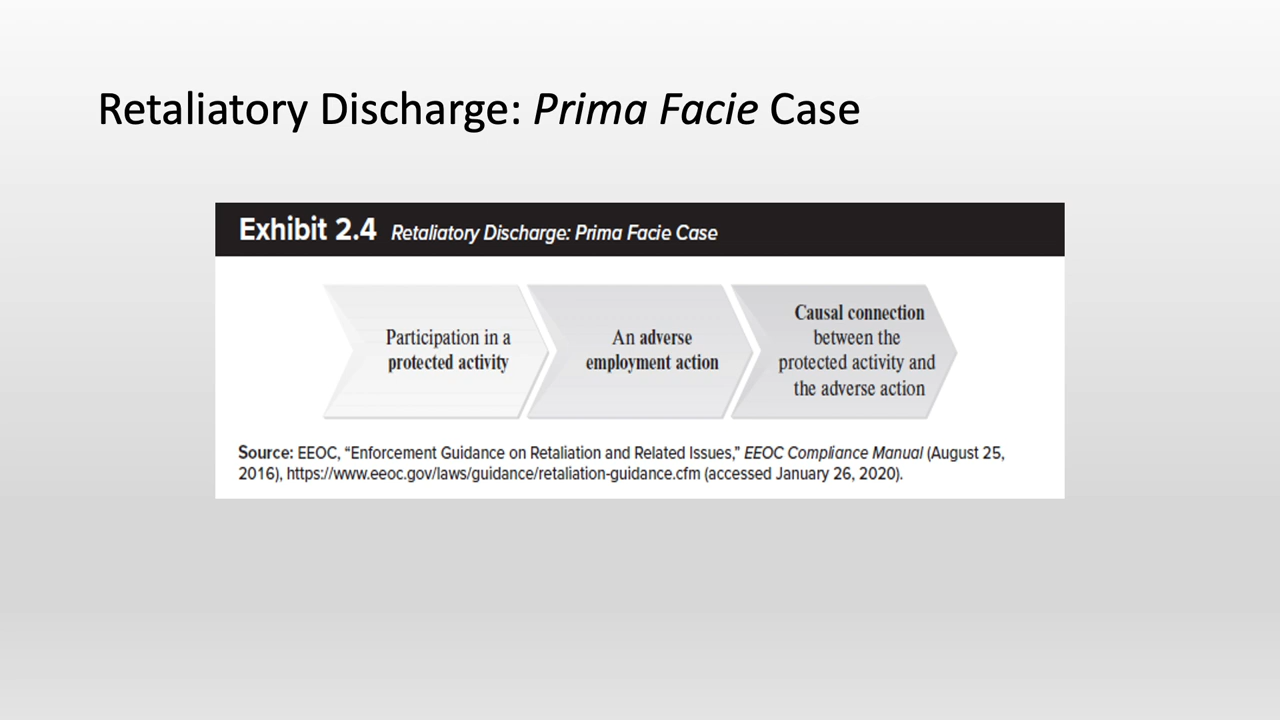 Retaliatory Discharge: Prima Facie Case
Exhibit 2.4 Retaliatory Discharge: Prima Facie Case
Participation in a
protected activity
An adverse
employment action
Causal connection
between the
protected activity and
the adverse action
Source: EEOC, “Enforcement Guidance on Retaliation and Related Issues,” EEOC Compliance Manual (August 25,
2016), https://www.eeoc.gov/laws/guidance/retaliation-guidance.cfm (accessed January 26, 2020).